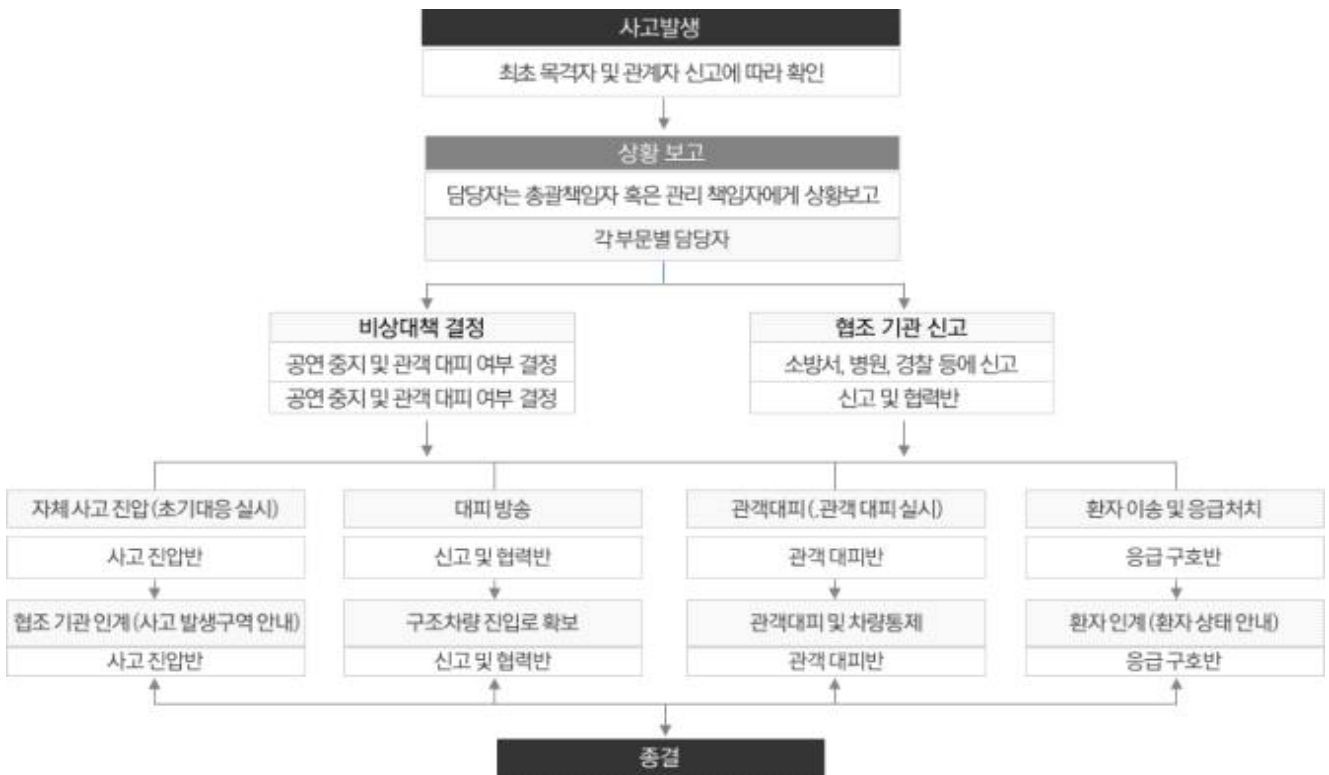 사고발생
최초 목격자 및 관계자 신고에 따라 확인
상황 보고
담당자는 총괄책임자 혹은 관리 책임자에게 상황보고
각 부문별 담당자
비상대책 결정
공연 중지 및 관객 대피 여부 결정
공연 중지 및 관객 대피 여부 결정
협조 기관 신고
소방서, 병원, 경찰 등에 신고
신고 및 협력반
자체 사고 진압 (초기대응 실시)
사고 진압반
협조 기관 인계 (사고 발생구역 안내)
사고 진압반
대피 방송
신고 및 협력반
구조차량 진입로 확보
신고 및 협력반
관객대피 (.관객 대피 실시)
관객 대피반
관객대피 및 차량통제
관객 대피반
환자 이송 및 응급처치
응급 구호반
환자 인계 (환자 상태 안내)
응급 구호반
종결